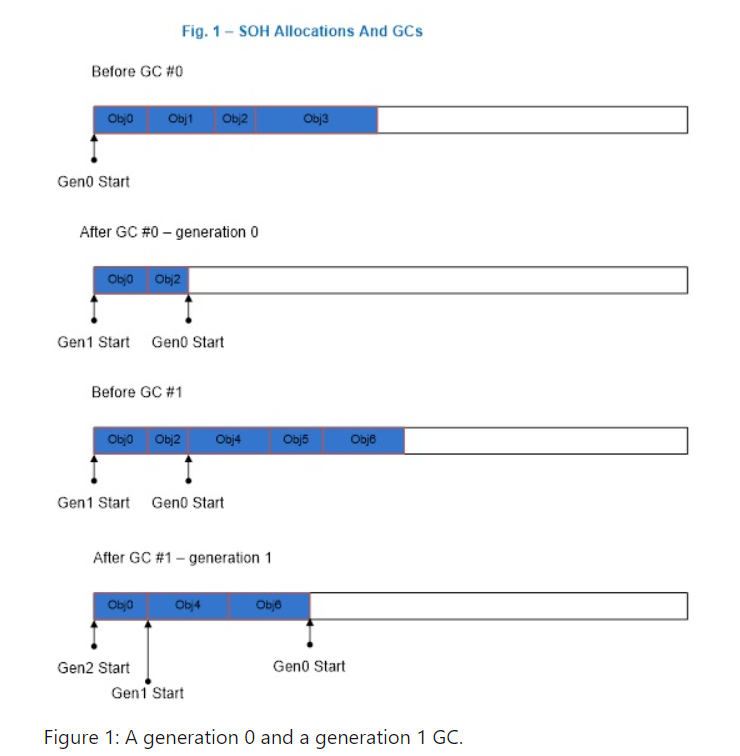 Fig. 1 – SOH Allocations And GCs
Before GC #0
Obj0 Obj1 Obj2 Obj3
Gen0 Start
After GC #0 – generation 0
Obj0 Obj2
Gen1 Start Gen0 Start
Before GC #1
Obj0 Obj2 Obj4 Obj5 Obj6
Gen1 Start Gen0 Start
After GC #1 – generation 1
Obj0 Obj4 Obj6
Gen2 Start Gen0 Start
Gen1 Start
Figure 1: A generation 0 and a generation 1 GC.